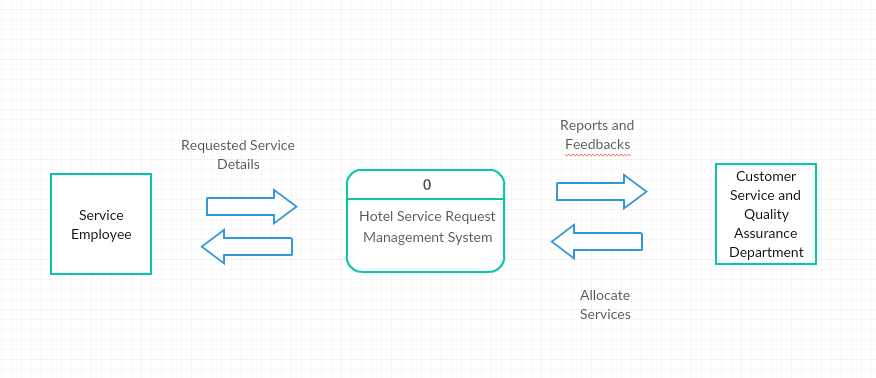 Requested Service
Details
Reports and
Feedbacks
Service
Employee
0
Hotel Service Request
Management System
Customer
Service and
Quality
Assurance
Department
Allocate
Services